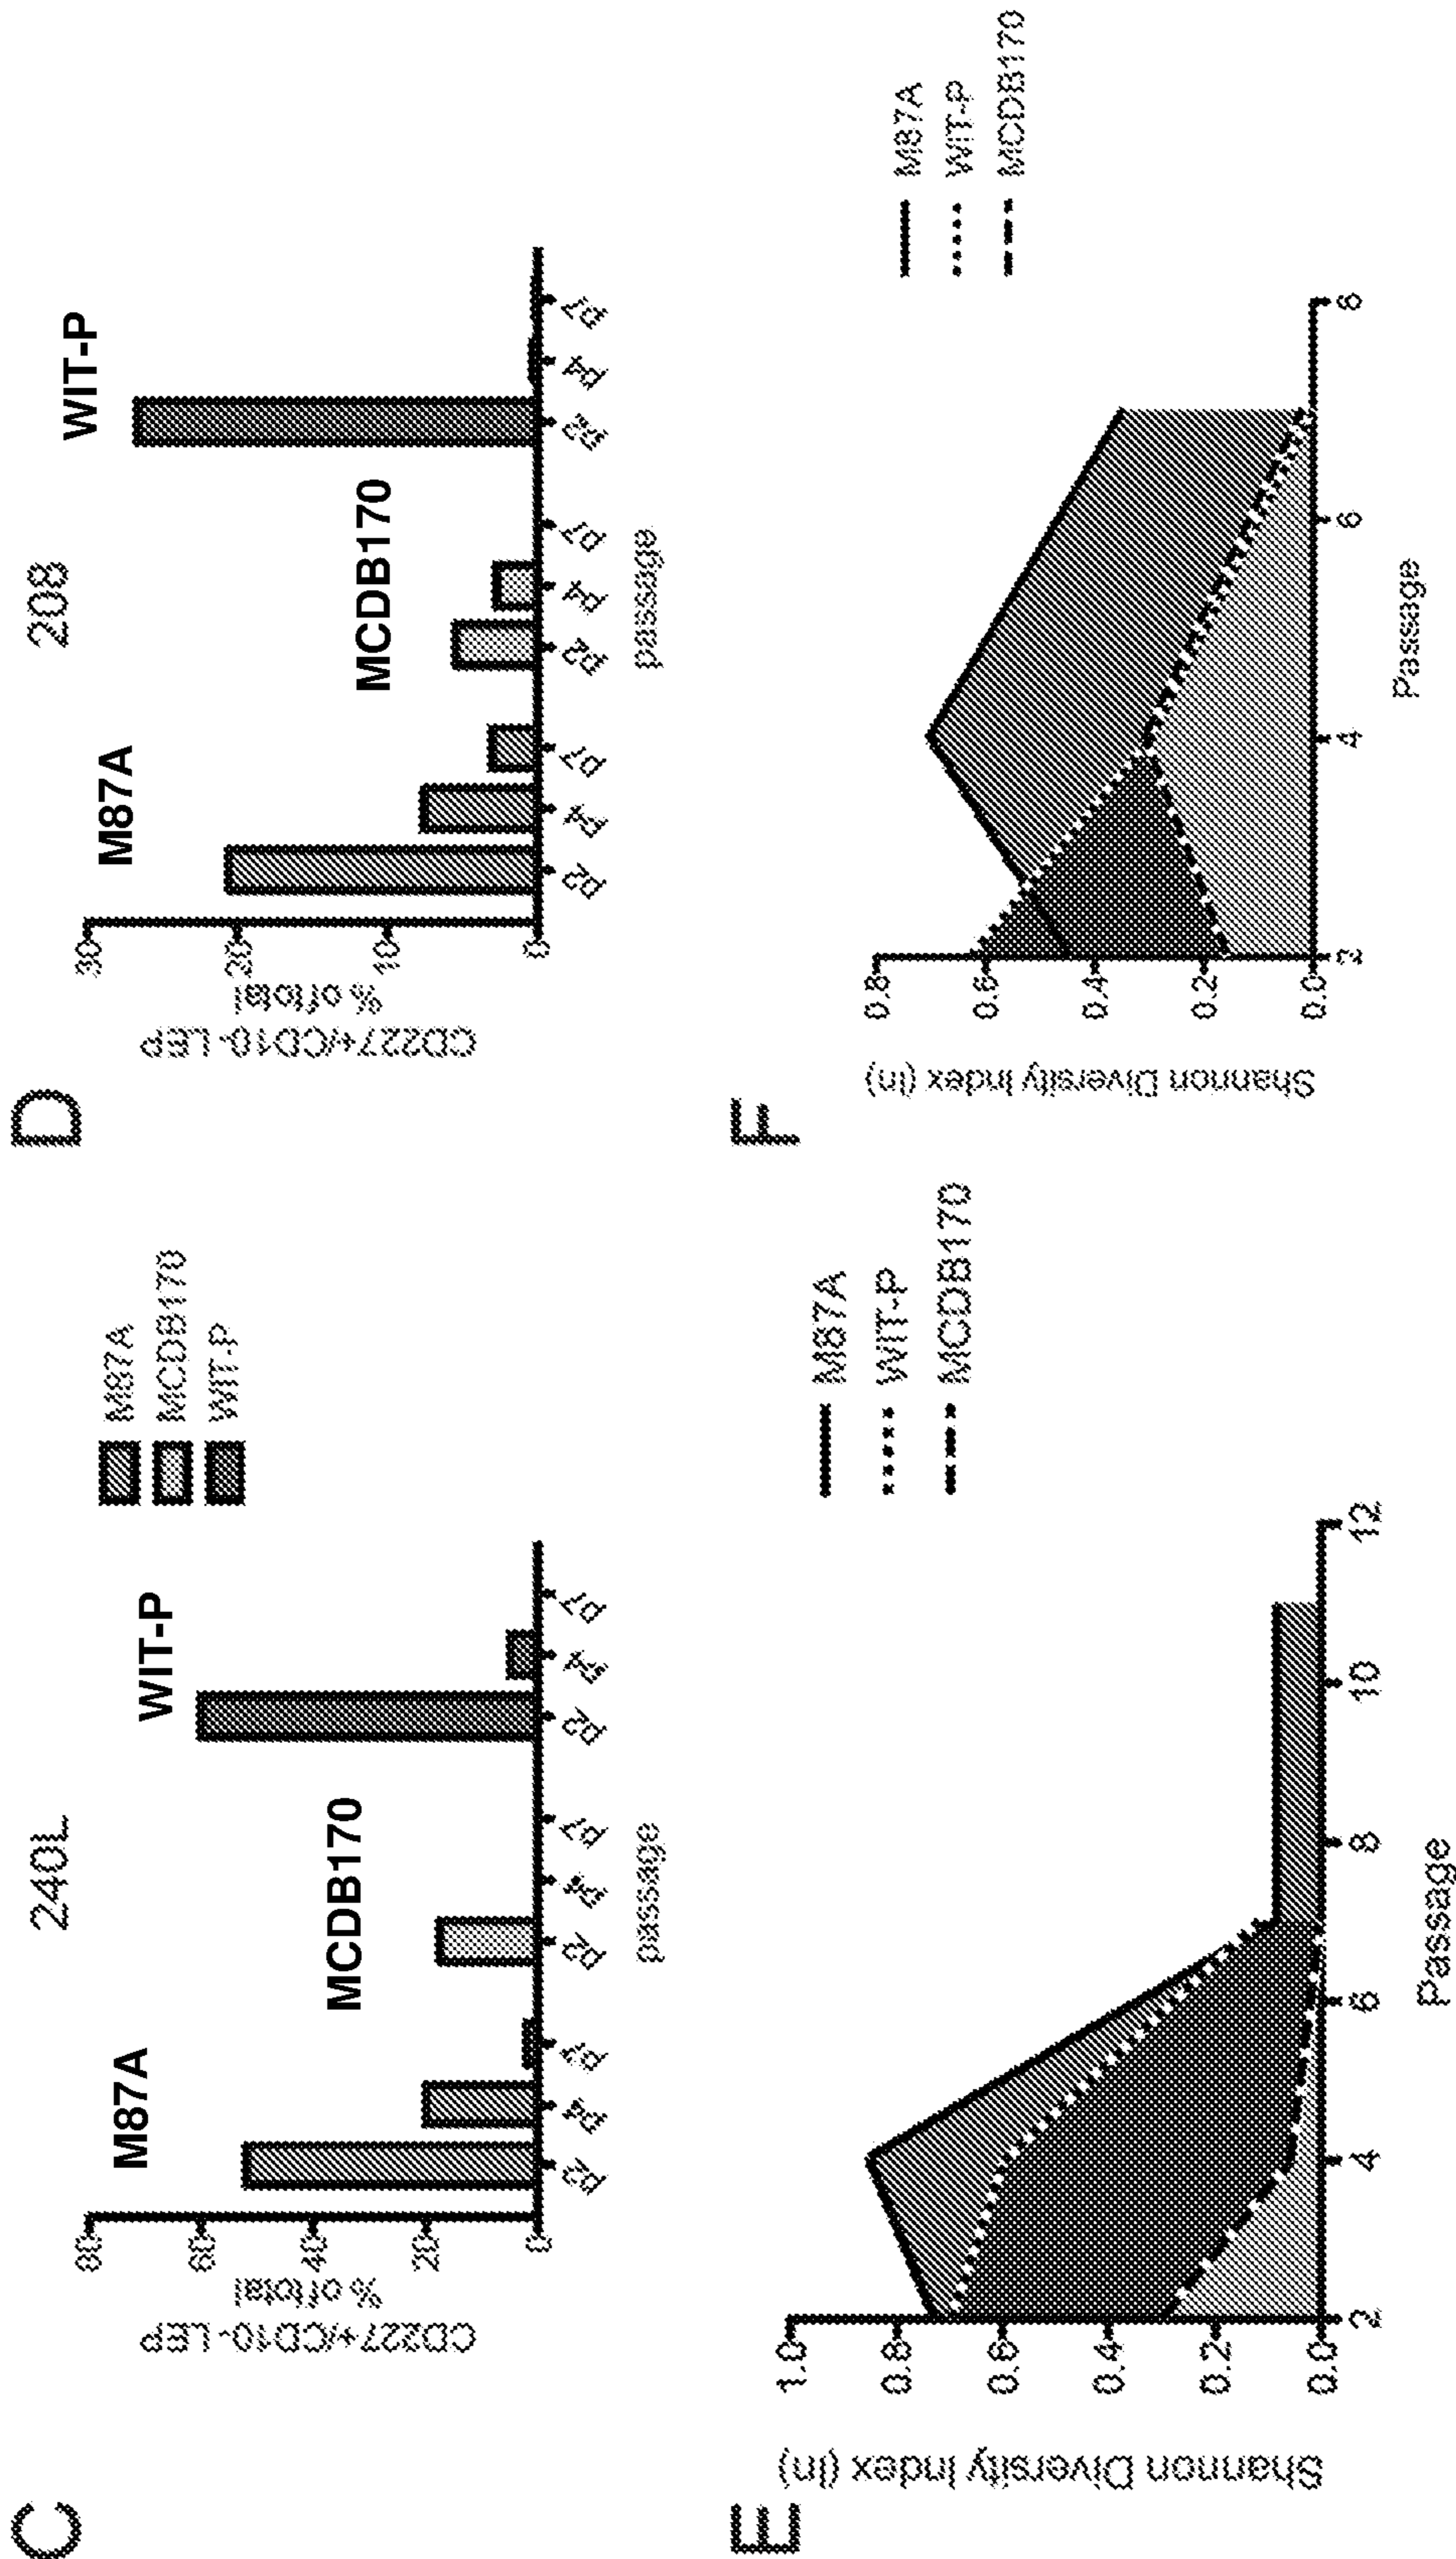 C
240L
M87A
MCDB170
WIT-P
M87A
MCDB170
WIT-P
CD227+/CD10- LEP
% of total
80
60
40
20
0
p2
p4
p7
p2
p4
p7
p2
p4
p7
passage
D
208
M87A
MCDB170
WIT-P
CD227+/CD10- LEP
% of total
30
20
10
0
p2
p4
p7
p2
p4
p7
p2
p4
p7
passage
E
Shannon Diversity Index (ln)
1.0
0.8
0.6
0.4
0.2
0.0
2
4
6
8
10
12
Passage
M87A
WIT-P
MCDB170
F
Shannon Diversity Index (ln)
0.8
0.6
0.4
0.2
0.0
2
4
6
8
Passage
M87A
WIT-P
MCDB170